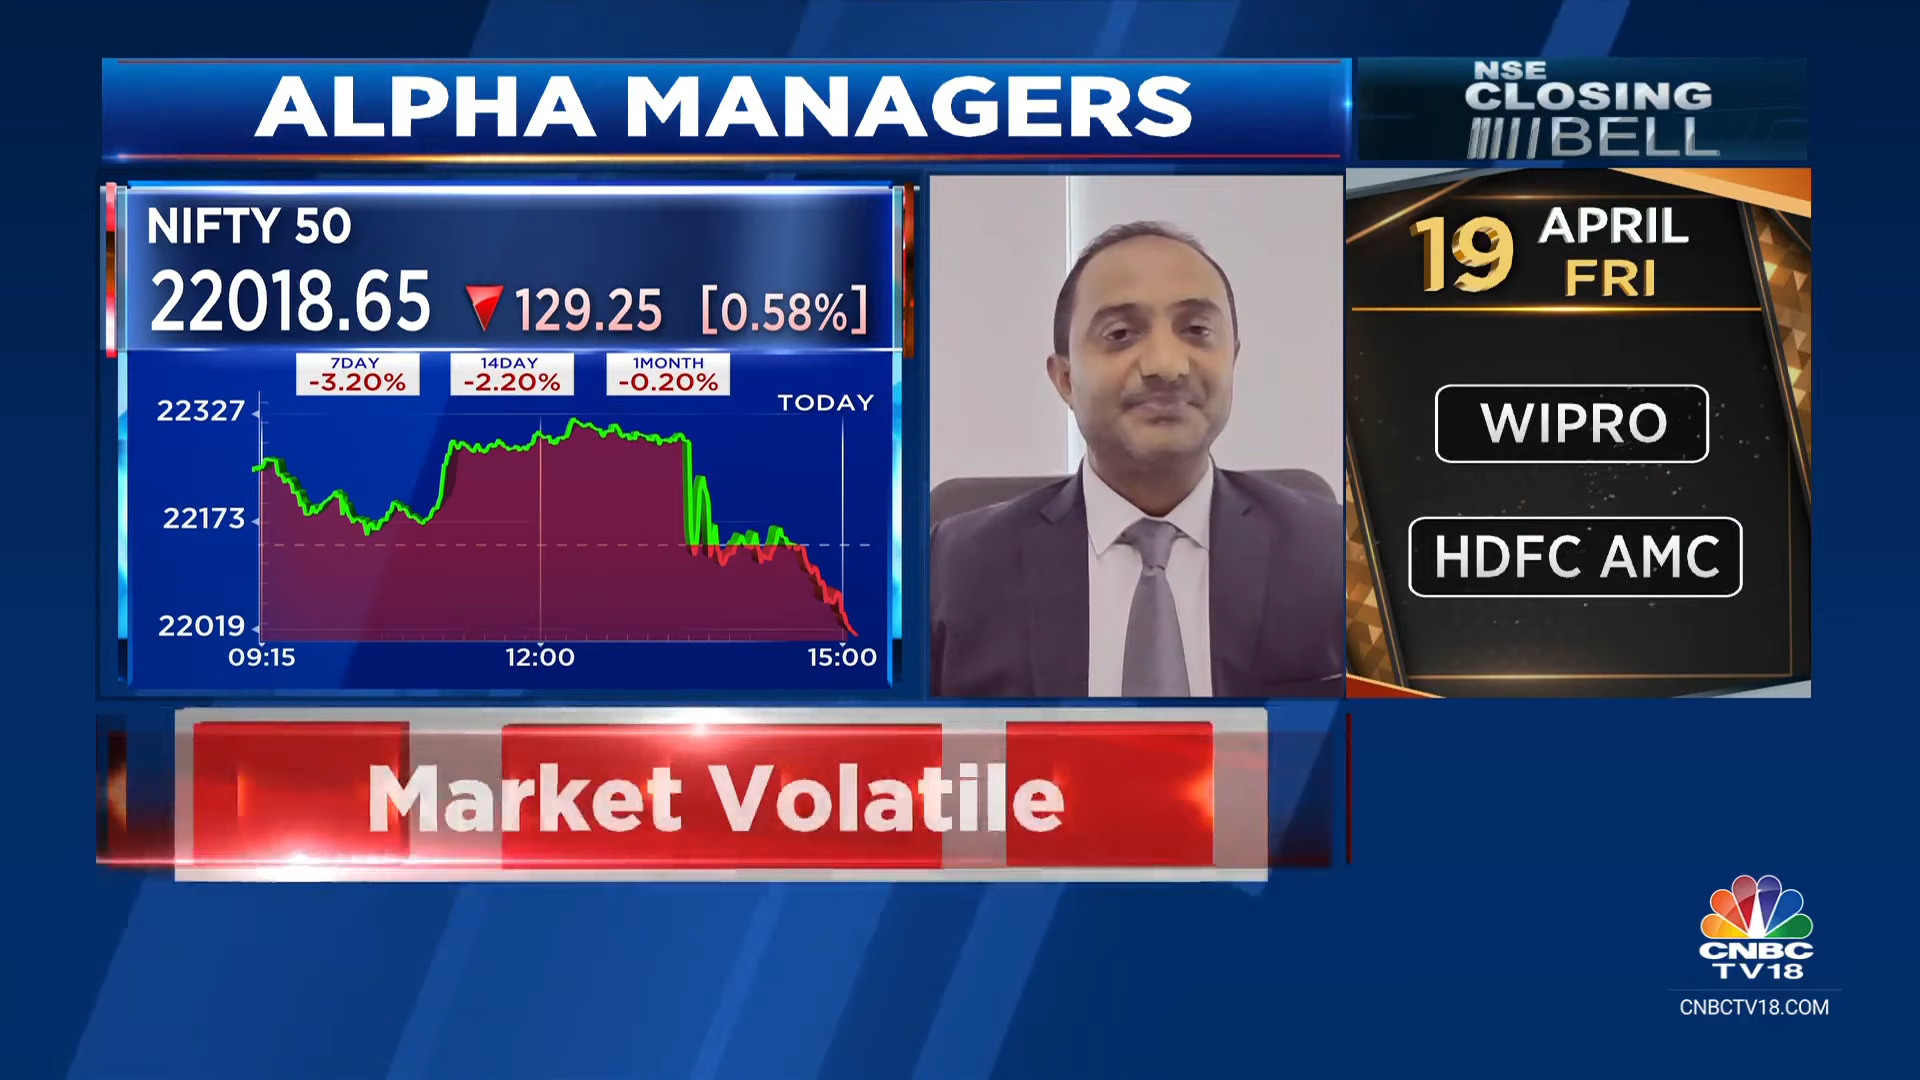 ALPHA MANAGERS
NSE
CLOSING
BELL
NIFTY 50
22018.65 129.25 [0.58%]
7DAY
-3.20%
14DAY
-2.20%
1MONTH
-0.20%
TODAY
22327
22173
22019
09:15 12:00 15:00
19 APRIL
FRI
WIPRO
HDFC AMC
Market Volatile
CNBC
TV18
CNBCTV18.COM